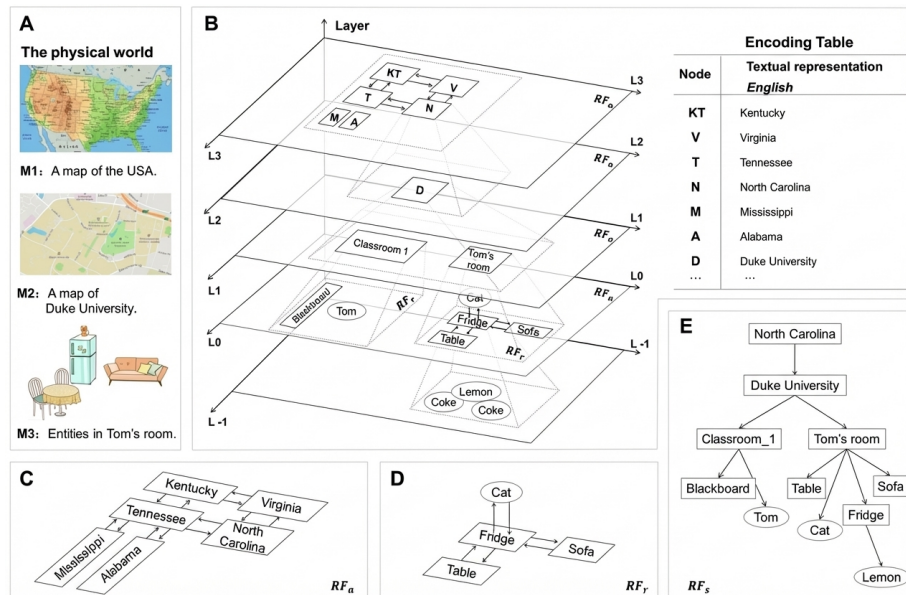 A
The physical world
M1: A map of the USA.
M2: A map of
Duke University.
M3: Entities in Tom's room.
B
Layer
KT
V
T
N
M
A
L3
RFₒ
L3
L2
RFₒ
D
L2
L1
RFₒ
Classroom 1
Tom's
room
L1
L0
RFₐ
Blackboard
Tom
RFᵣ
Cat
Fridge
Sofa
Table
RFᵣ
L0
L -1
Lemon
Coke
Coke
L -1
Encoding Table
Node
Textual representation
English
KT Kentucky
V Virginia
T Tennessee
N North Carolina
M Mississippi
A Alabama
D Duke University
... ...
C
Kentucky
Virginia
Tennessee
North
Carolina
Mississippi
Alabama
RFₐ
D
Cat
Fridge
Sofa
Table
RFᵣ
E
North Carolina
Duke University
Classroom_1
Tom's room
Blackboard
Table
Sofa
Tom
Cat
Fridge
Lemon
RFₛ